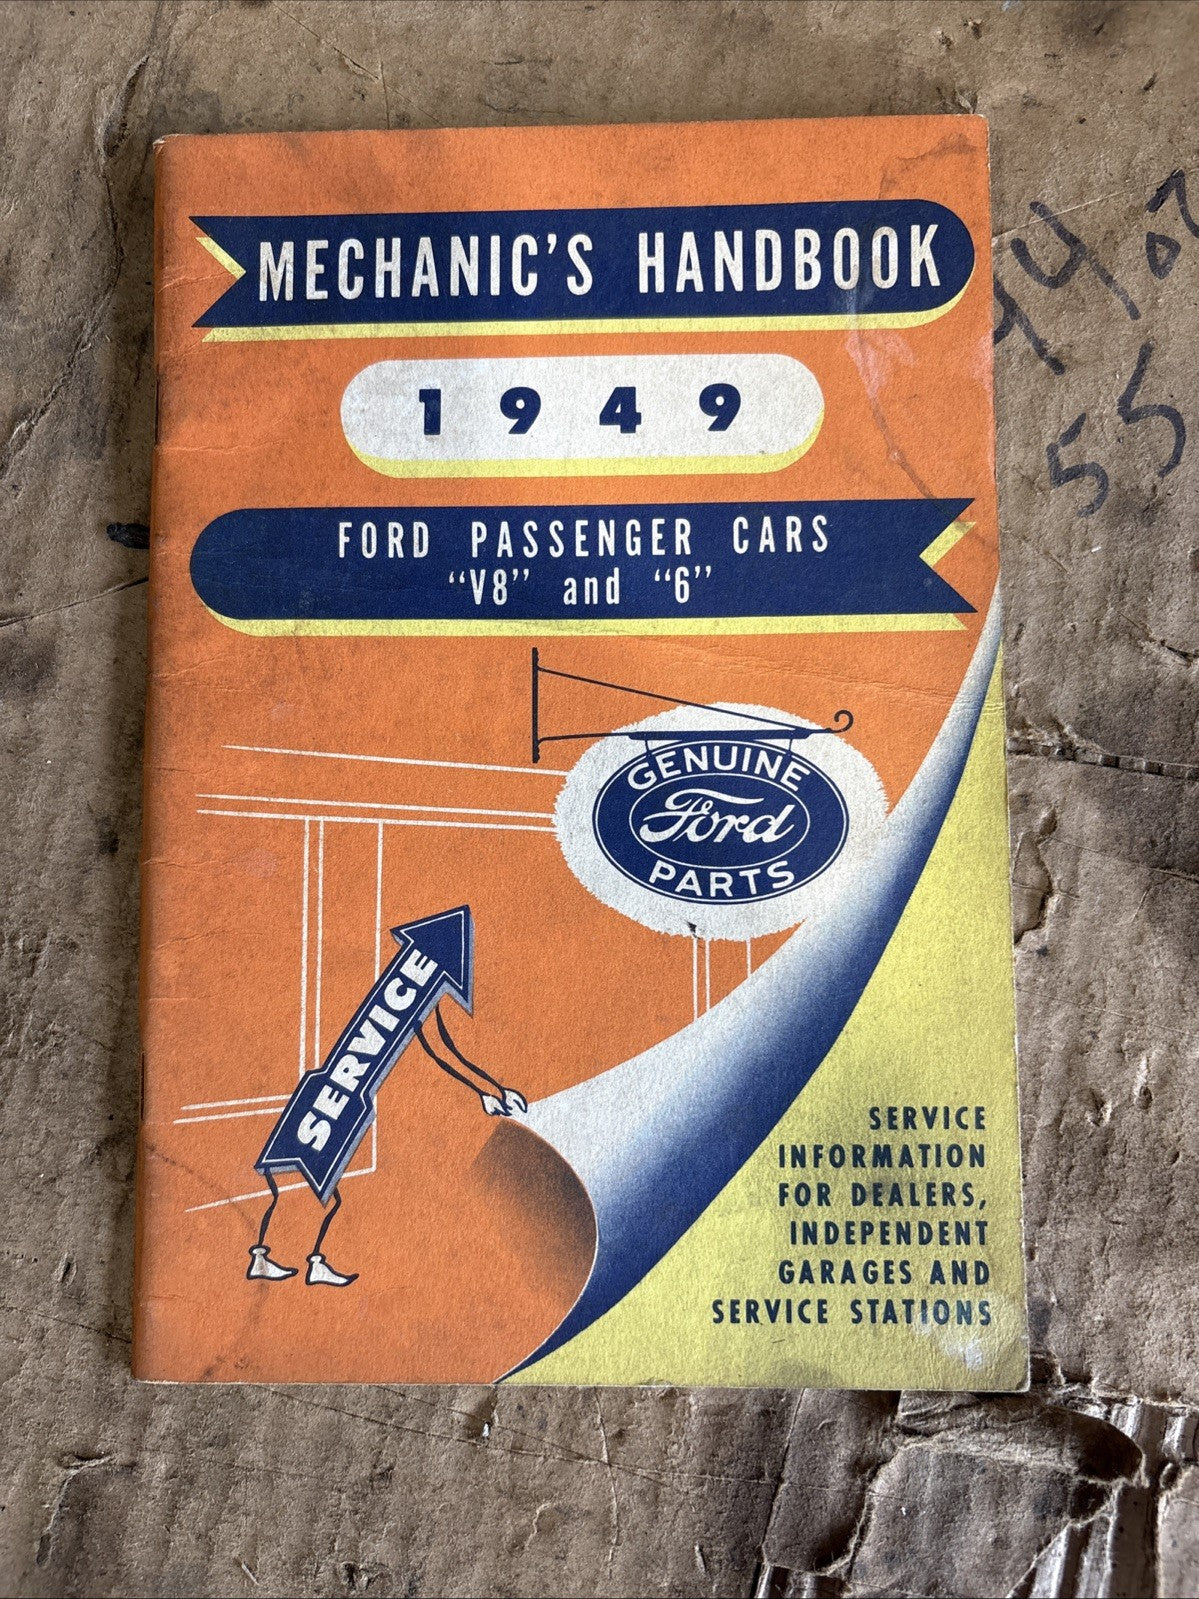 MECHANIC'S HANDBOOK
1949
FORD PASSENGER CARS
"V8" and "6"
GENUINE
Ford
PARTS
SERVICE
SERVICE
INFORMATION
FOR DEALERS,
INDEPENDENT
GARAGES AND
SERVICE STATIONS
55